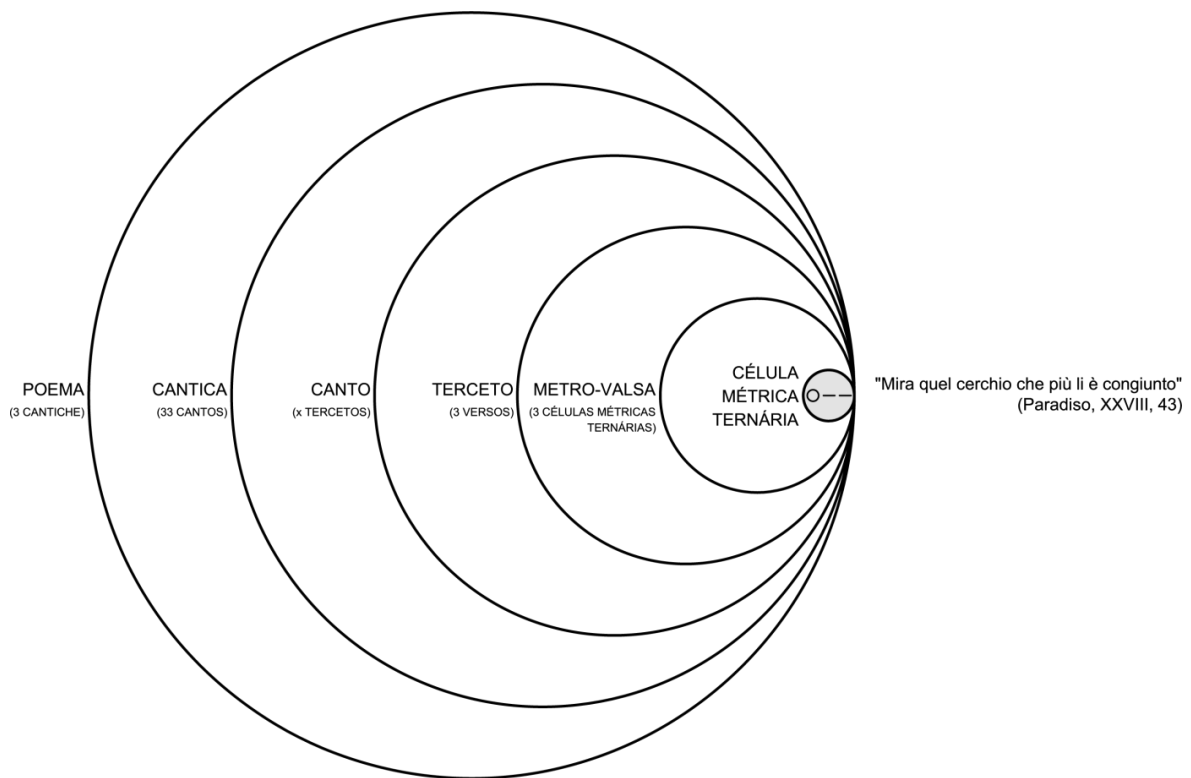 POEMA
(3 CANTICHE)
CANTICA
(33 CANTOS)
CANTO
(x TERCETOS)
TERCETO
(3 VERSOS)
METRO-VALSA
(3 CÉLULAS MÉTRICAS
TERNÁRIAS)
CÉLULA
MÉTRICA
TERNÁRIA
"Mira quel cerchio che più li è congiunto"
(Paradiso, XXVIII, 43)